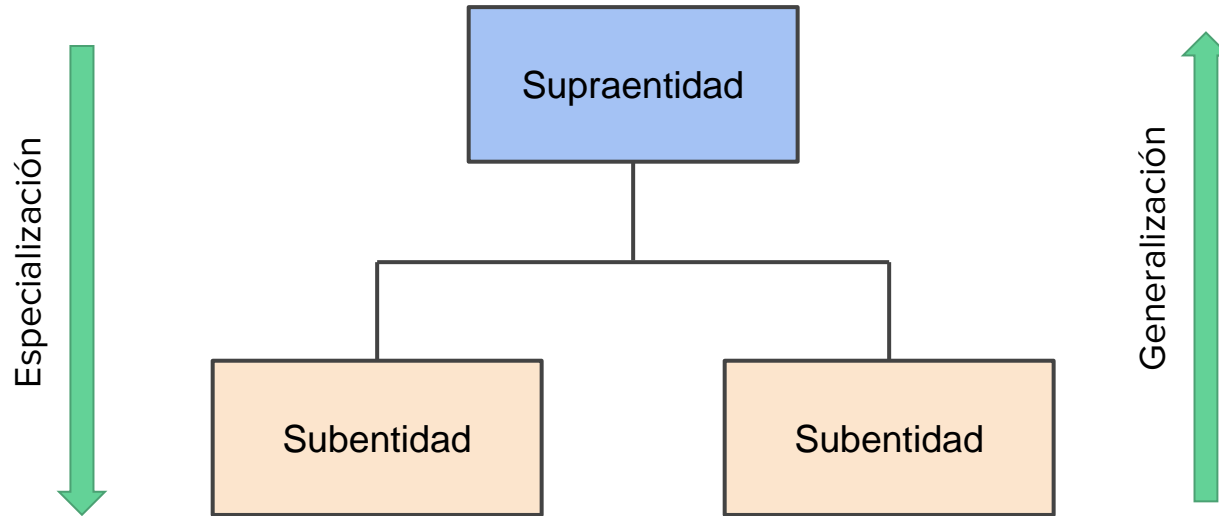 Supraentidad
Especialización
Generalización
Subentidad
Subentidad